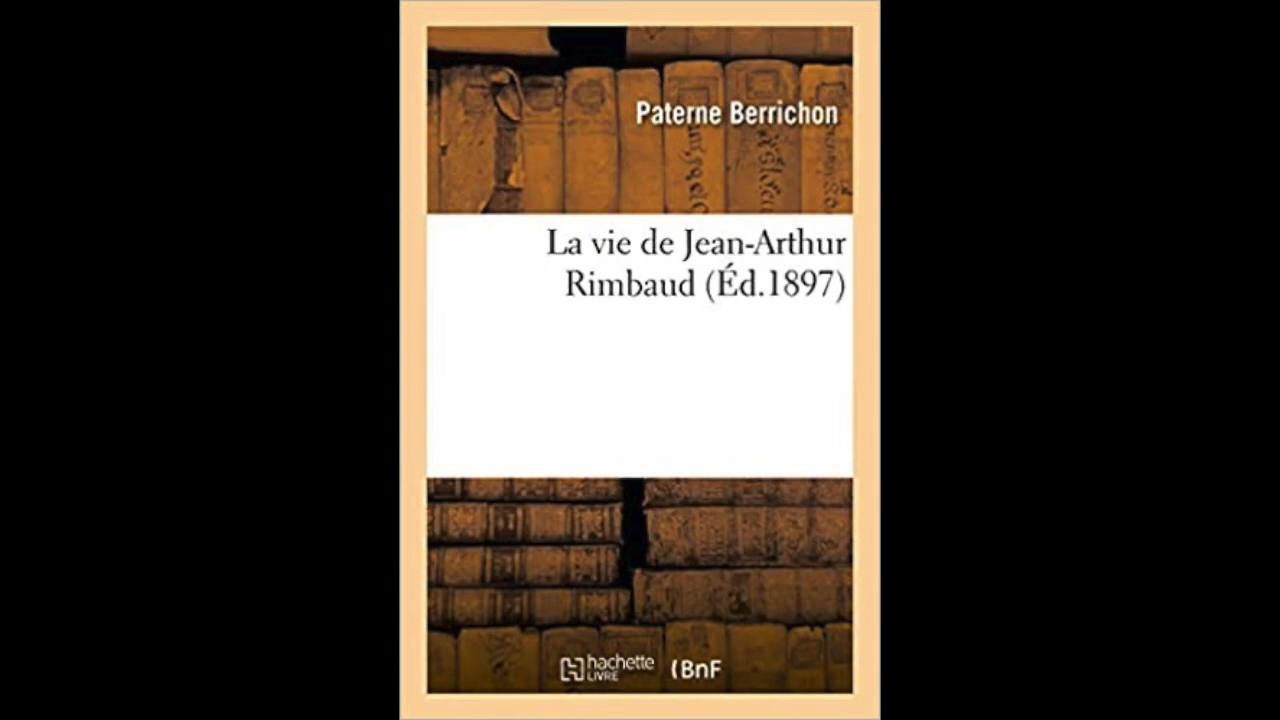 Paterne Berrichon
La vie de Jean-Arthur
Rimbaud (Éd.1897)
hachette
LIVRE
(BnF